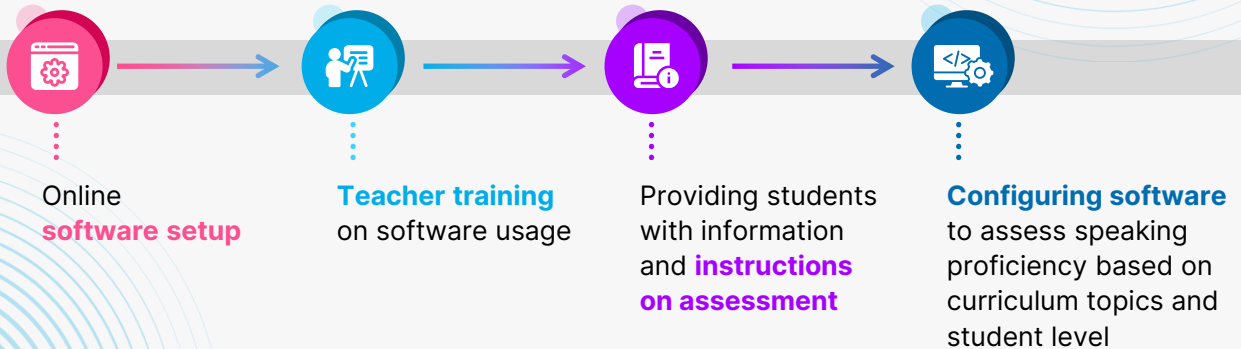 Online
software setup
Teacher training
on software usage
Providing students
with information
and instructions
on assessment
Configuring software
to assess speaking
proficiency based on
curriculum topics and
student level